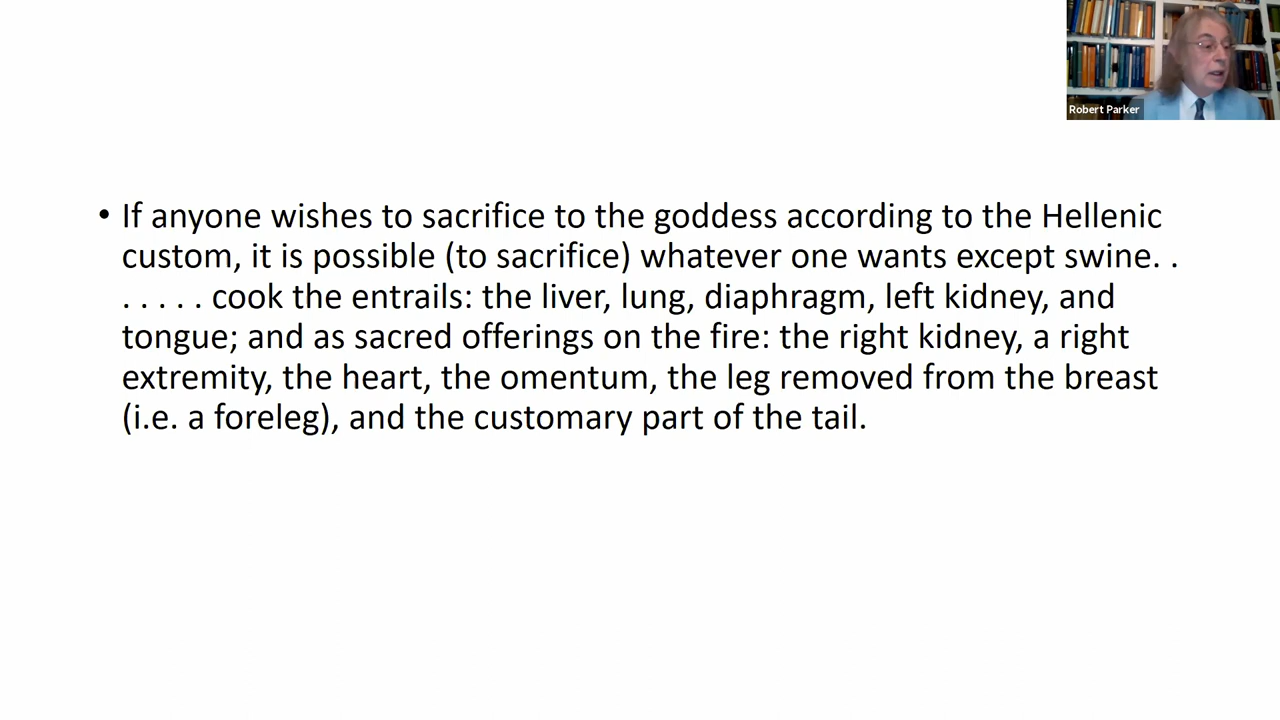 Robert Parker
• If anyone wishes to sacrifice to the goddess according to the Hellenic
custom, it is possible (to sacrifice) whatever one wants except swine. .
. . . . . cook the entrails: the liver, lung, diaphragm, left kidney, and
tongue; and as sacred offerings on the fire: the right kidney, a right
extremity, the heart, the omentum, the leg removed from the breast
(i.e. a foreleg), and the customary part of the tail.